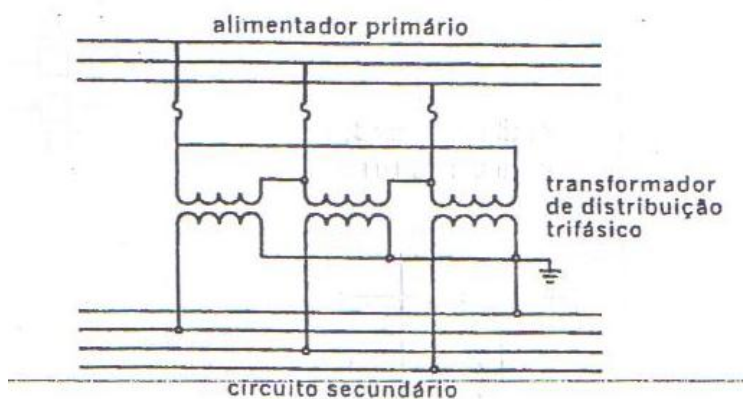 alimentador primário
transformador
de distribuição
trifásico
circuito secundário